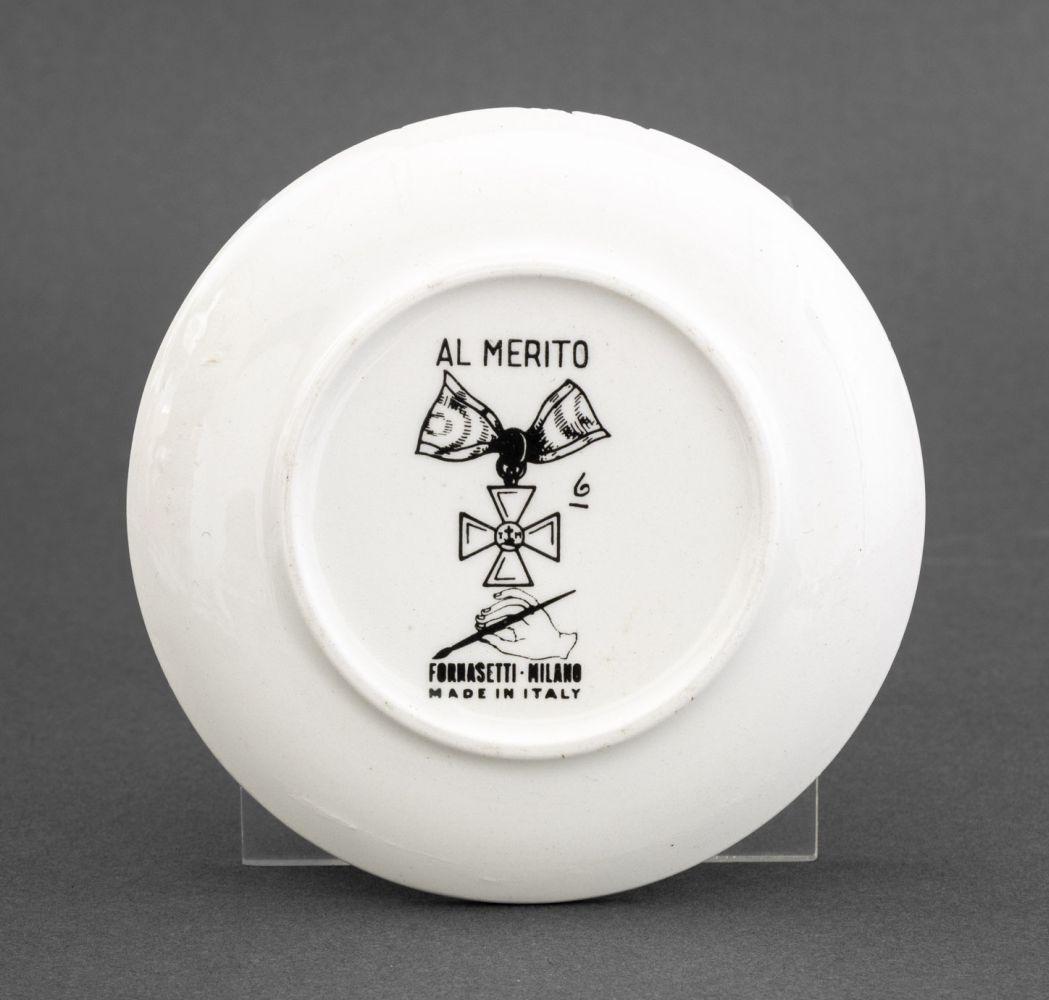 AL MERITO
6
T M
FORNASETTI · MILANO
MADE IN ITALY